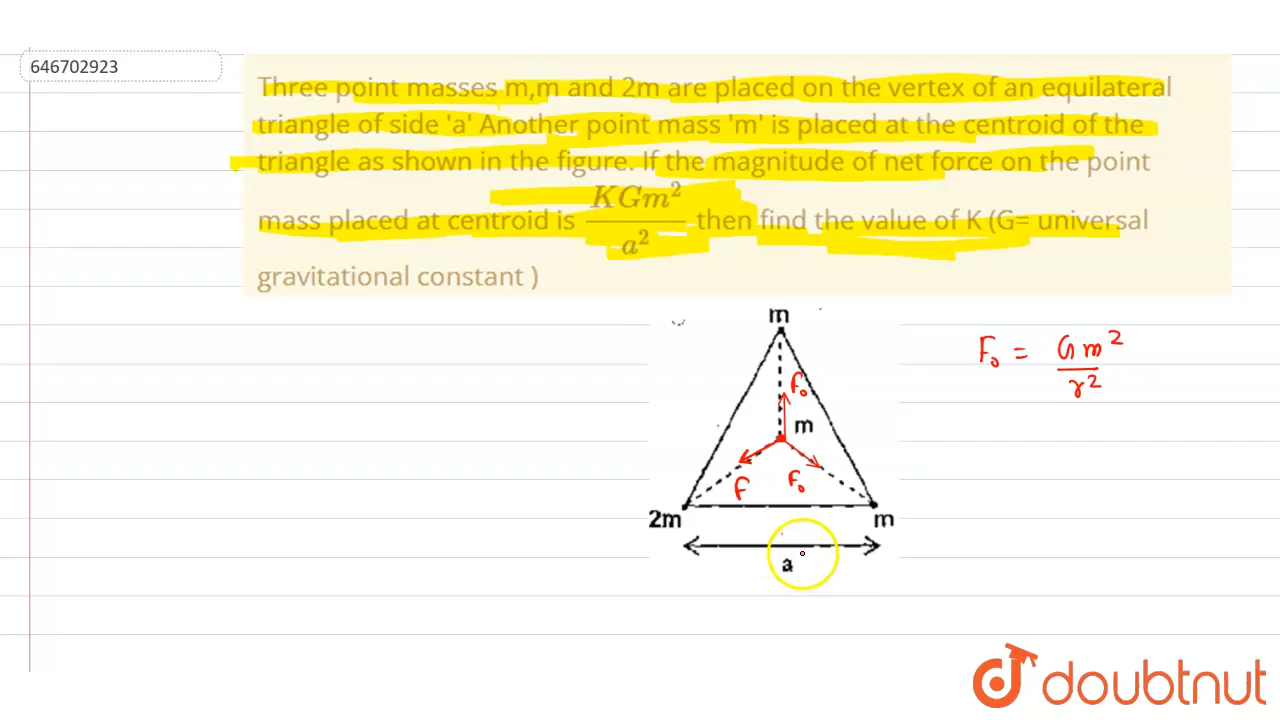 646702923
Three point masses m,m and 2m are placed on the vertex of an equilateral
triangle of side 'a' Another point mass 'm' is placed at the centroid of the
triangle as shown in the figure. If the magnitude of net force on the point
mass placed at centroid is KGm²/a² then find the value of K (G= universal
gravitational constant )
m
F₀ = Gm²/r²
F₀
m
F
F₀
2m
m
a
doubtnut